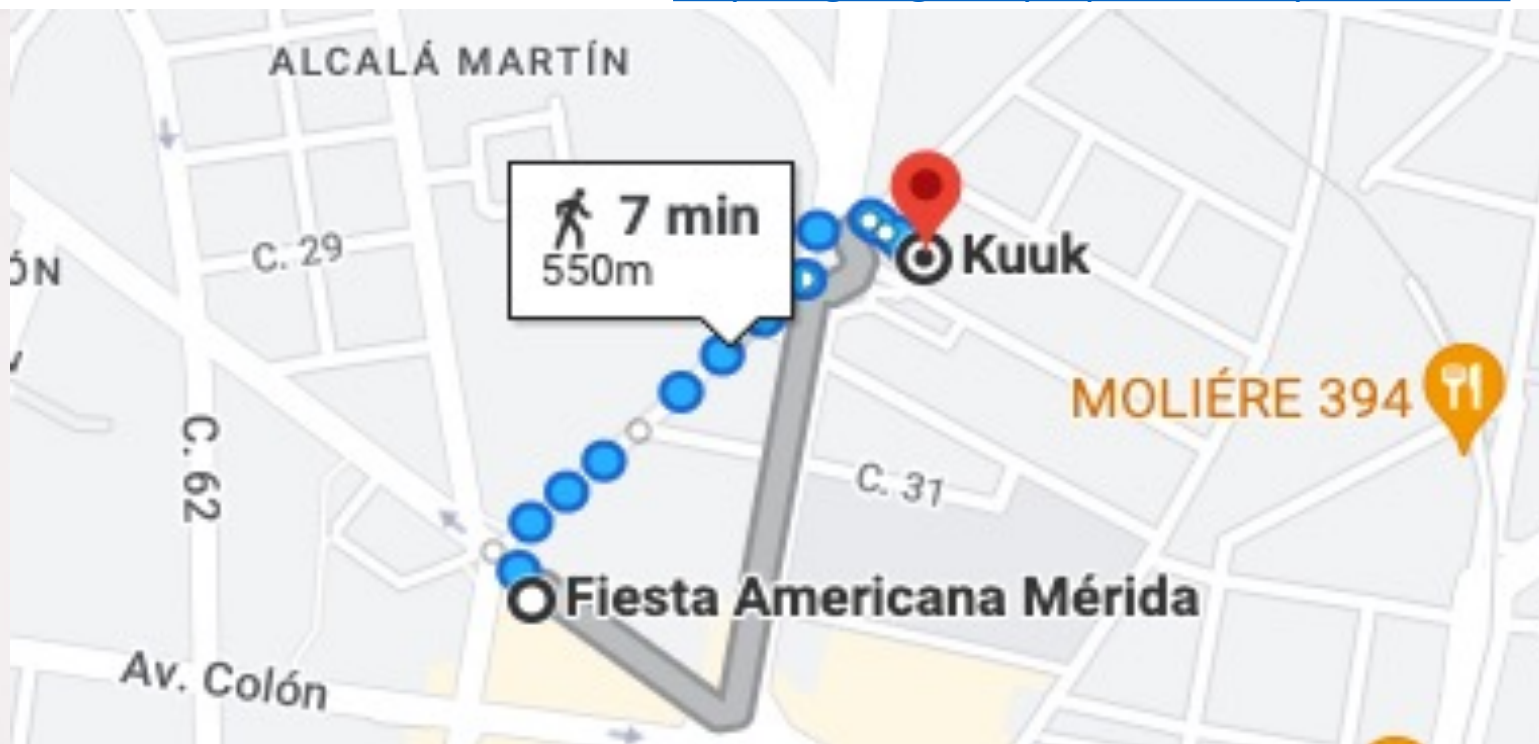 ALCALÁ MARTÍN
7 min
550m
C. 29
ÓN
Kuuk
MOLIÉRE 394
C. 62
C. 31
Fiesta Americana Mérida
Av. Colón